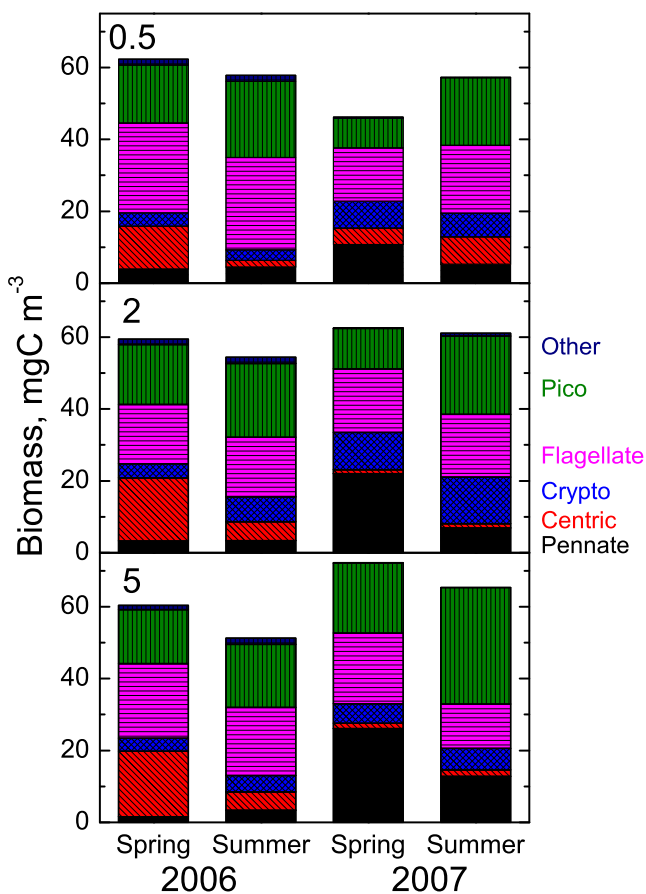 0.5
60
40
20
0
2
60
40
20
0
5
60
40
20
0
Biomass, mgC m⁻³
Other
Pico
Flagellate
Crypto
Centric
Pennate
Spring Summer Spring Summer
2006 2007